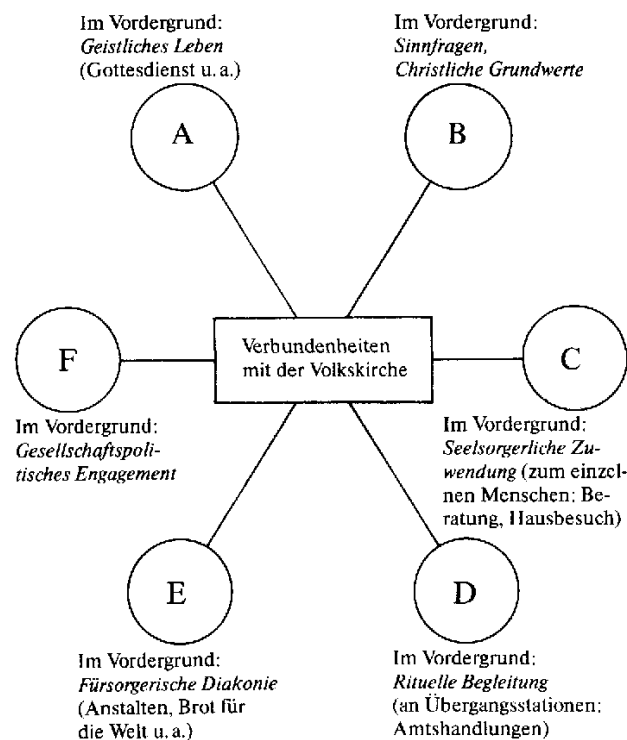 Im Vordergrund:
Geistliches Leben
(Gottesdienst u. a.)
A
Im Vordergrund:
Sinnfragen,
Christliche Grundwerte
B
Verbundenheiten
mit der Volkskirche
F
Im Vordergrund:
Gesellschaftspoli-
tisches Engagement
C
Im Vordergrund:
Seelsorgerliche Zu-
wendung (zum einzel-
nen Menschen: Be-
ratung, Hausbesuch)
E
Im Vordergrund:
Fürsorgerische Diakonie
(Anstalten, Brot für
die Welt u. a.)
D
Im Vordergrund:
Rituelle Begleitung
(an Übergangsstationen:
Amtshandlungen)